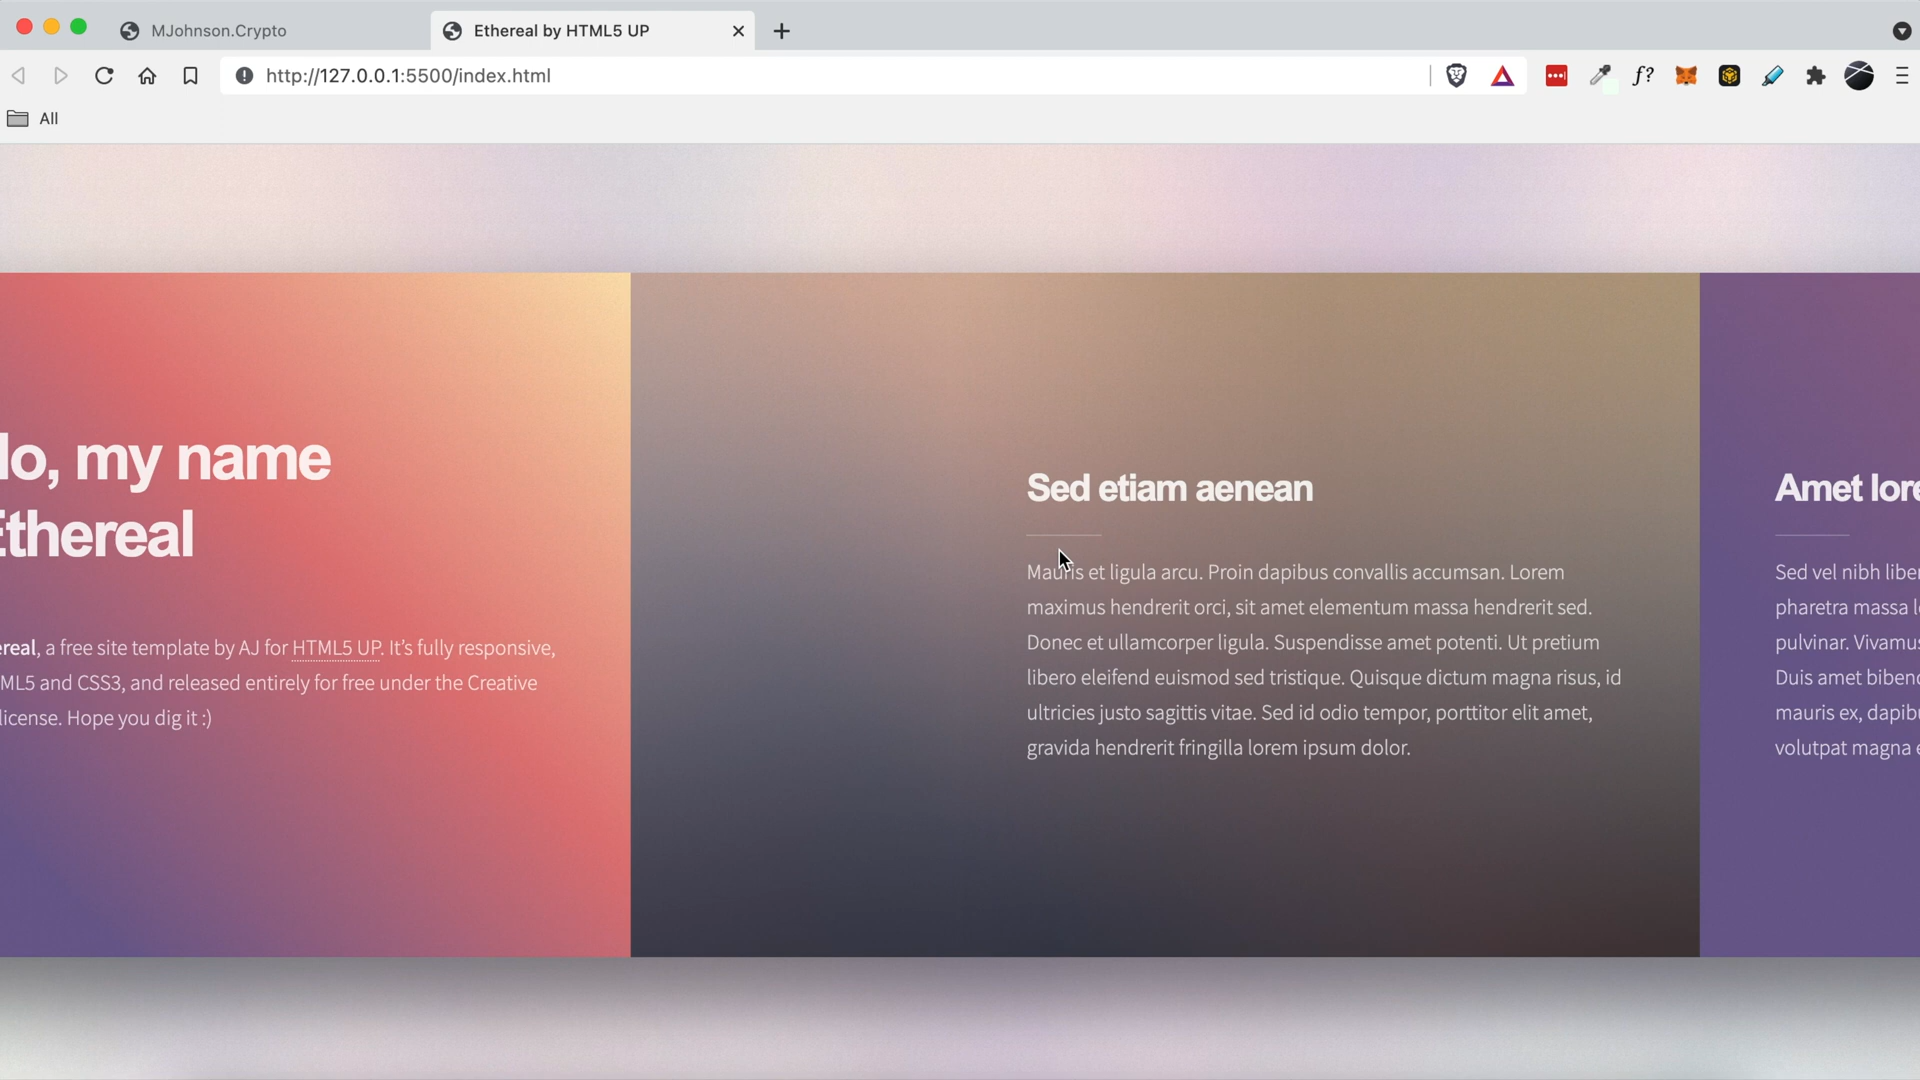 MJohnson.Crypto
Ethereal by HTML5 UP
http://127.0.0.1:5500/index.html
f?
All
lo, my name
Ethereal
ereal, a free site template by AJ for HTML5 UP. It's fully responsive,
ML5 and CSS3, and released entirely for free under the Creative
license. Hope you dig it :)
Sed etiam aenean
Mauris et ligula arcu. Proin dapibus convallis accumsan. Lorem
maximus hendrerit orci, sit amet elementum massa hendrerit sed.
Donec et ullamcorper ligula. Suspendisse amet potenti. Ut pretium
libero eleifend euismod sed tristique. Quisque dictum magna risus, id
ultricies justo sagittis vitae. Sed id odio tempor, porttitor elit amet,
gravida hendrerit fringilla lorem ipsum dolor.
Amet lore
Sed vel nibh liber
pharetra massa l
pulvinar. Vivamus
Duis amet bibend
mauris ex, dapib
volutpat magna e